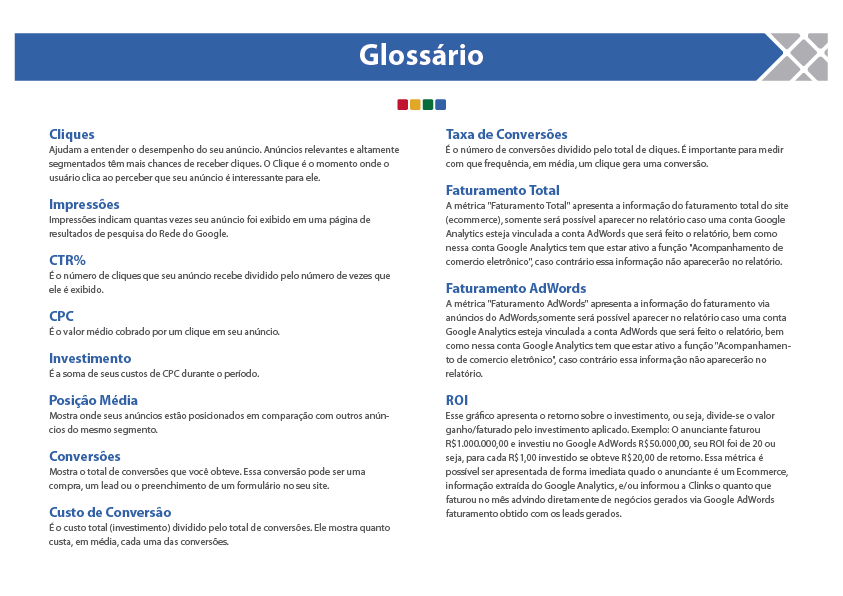 Glossário
Cliques
Ajudam a entender o desempenho do seu anúncio. Anúncios relevantes e altamente
segmentados têm mais chances de receber cliques. O Clique é o momento onde o
usuário clica ao perceber que seu anúncio é interessante para ele.
Impressões
Impressões indicam quantas vezes seu anúncio foi exibido em uma página de
resultados de pesquisa do Rede do Google.
CTR%
É o número de cliques que seu anúncio recebe dividido pelo número de vezes que
ele é exibido.
CPC
É o valor médio cobrado por um clique em seu anúncio.
Investimento
É a soma de seus custos de CPC durante o período.
Posição Média
Mostra onde seus anúncios estão posicionados em comparação com outros anún-
cios do mesmo segmento.
Conversões
Mostra o total de conversões que você obteve. Essa conversão pode ser uma
compra, um lead ou o preenchimento de um formulário no seu site.
Custo de Conversão
É o custo total (investimento) dividido pelo total de conversões. Ele mostra quanto
custa, em média, cada uma das conversões.
Taxa de Conversões
É o número de conversões dividido pelo total de cliques. É importante para medir
com que frequência, em média, um clique gera uma conversão.
Faturamento Total
A métrica "Faturamento Total" apresenta a informação do faturamento total do site
(ecommerce), somente será possível aparecer no relatório caso uma conta Google
Analytics esteja vinculada a conta AdWords que será feito o relatório, bem como
nessa conta Google Analytics tem que estar ativo a função "Acompanhamento de
comercio eletrônico", caso contrário essa informação não aparecerão no relatório.
Faturamento AdWords
A métrica "Faturamento AdWords" apresenta a informação do faturamento via
anúncios do AdWords,somente será possível aparecer no relatório caso uma conta
Google Analytics esteja vinculada a conta AdWords que será feito o relatório, bem
como nessa conta Google Analytics tem que estar ativo a função "Acompanhamen-
to de comercio eletrônico", caso contrário essa informação não aparecerão no
relatório.
ROI
Esse gráfico apresenta o retorno sobre o investimento, ou seja, divide-se o valor
ganho/faturado pelo investimento aplicado. Exemplo: O anunciante faturou
R$1.000.000,00 e investiu no Google AdWords R$50.000,00, seu ROI foi de 20 ou
seja, para cada R$1,00 investido se obteve R$20,00 de retorno. Essa métrica é
possível ser apresentada de forma imediata quado o anunciante é um Ecommerce,
informação extraída do Google Analytics, e/ou informou a Clinks o quanto que
faturou no mês advindo diretamente de negócios gerados via Google AdWords
faturamento obtido com os leads gerados.